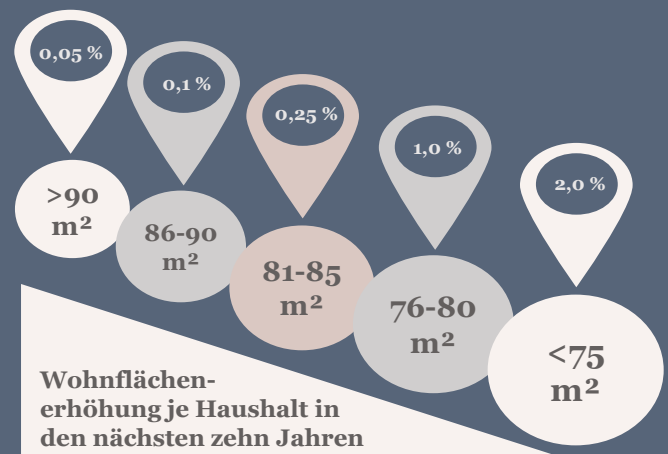 0,05 %
0,1 %
0,25 %
1,0 %
2,0 %
>90
m²
86-90
m²
81-85
m²
76-80
m²
<75
m²
Wohnflächen-
erhöhung je Haushalt in
den nächsten zehn Jahren